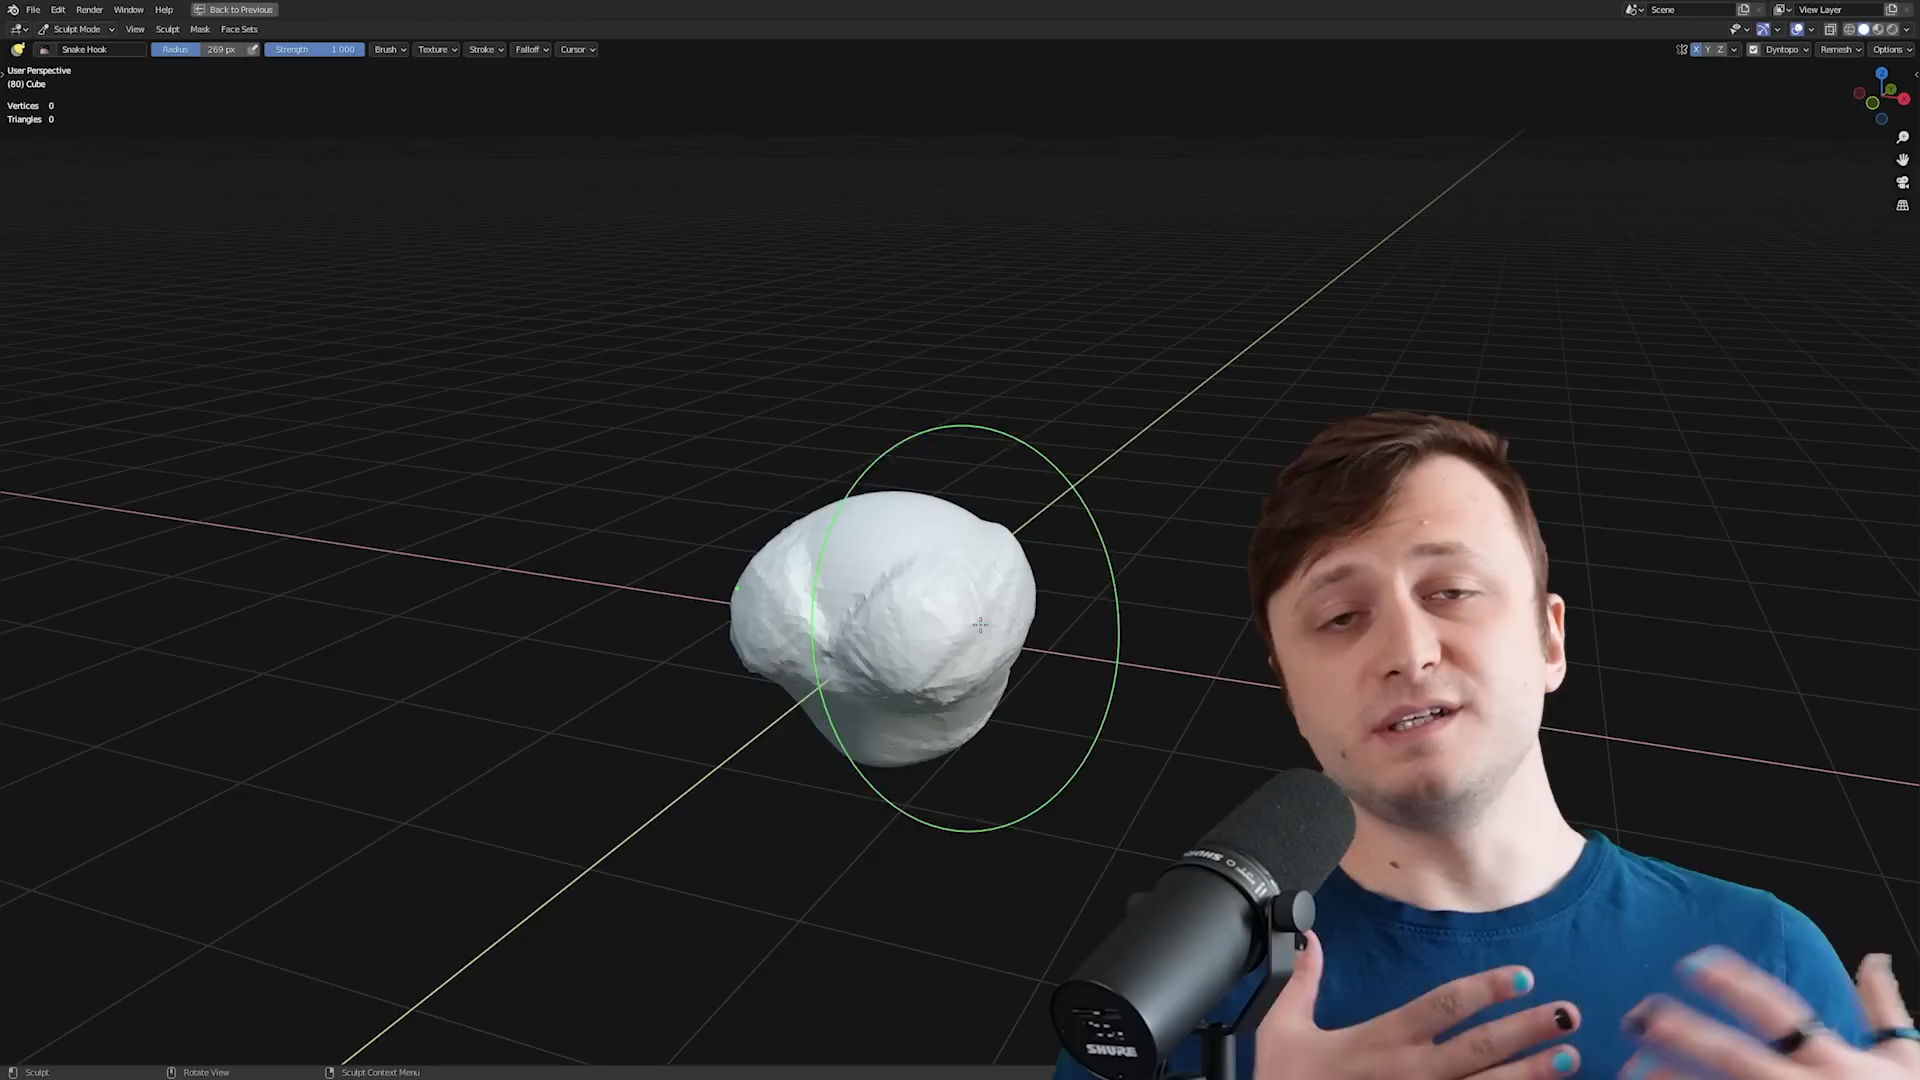 File Edit Render Window Help Back to Previous Scene View Layer
Sculpt Mode View Sculpt Mask Face Sets
Snake Hook Radius 269 px Strength 1.000 Brush Texture Stroke Falloff Cursor X Y Z Dyntopo Remesh Options
User Perspective
(80) Cube
Vertices 0
Triangles 0
Z
Y
X
SHURE
SHURE
Sculpt Rotate View Sculpt Context Menu